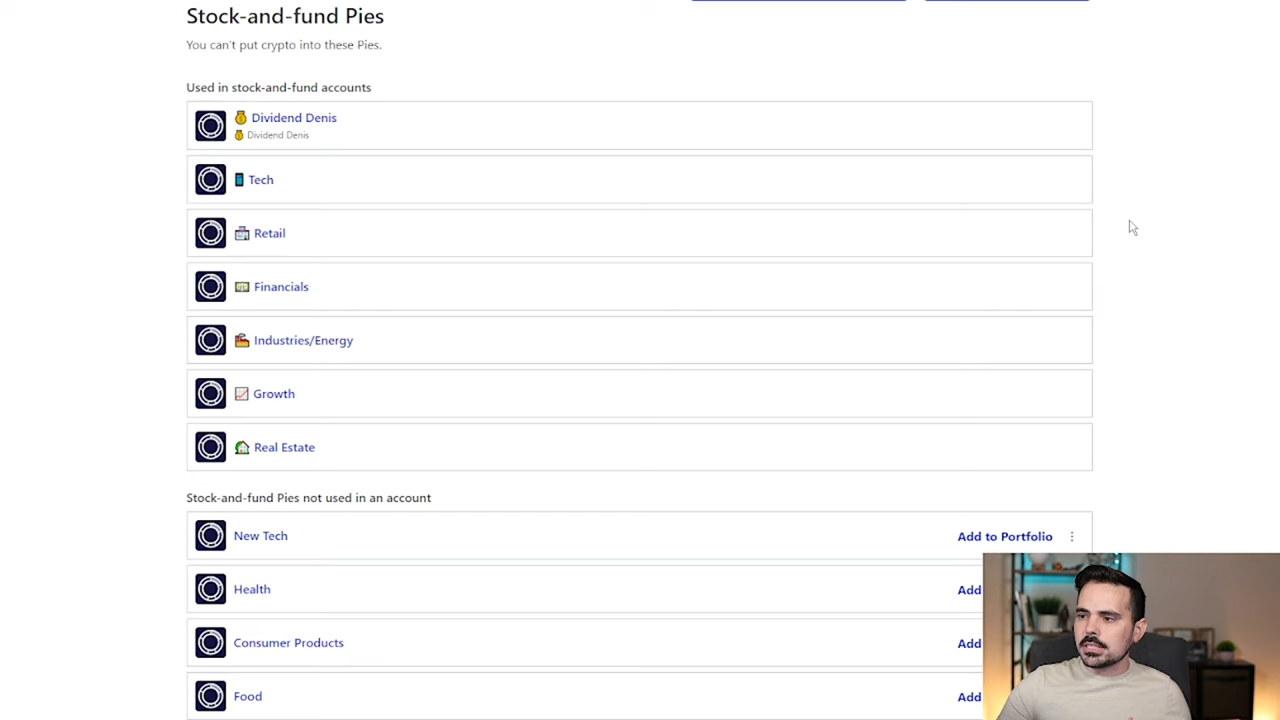 Stock-and-fund Pies
You can't put crypto into these Pies.
Used in stock-and-fund accounts
Dividend Denis
Dividend Denis
Tech
Retail
Financials
Industries/Energy
Growth
Real Estate
Stock-and-fund Pies not used in an account
New Tech Add to Portfolio
Health Add
Consumer Products Add
Food Add